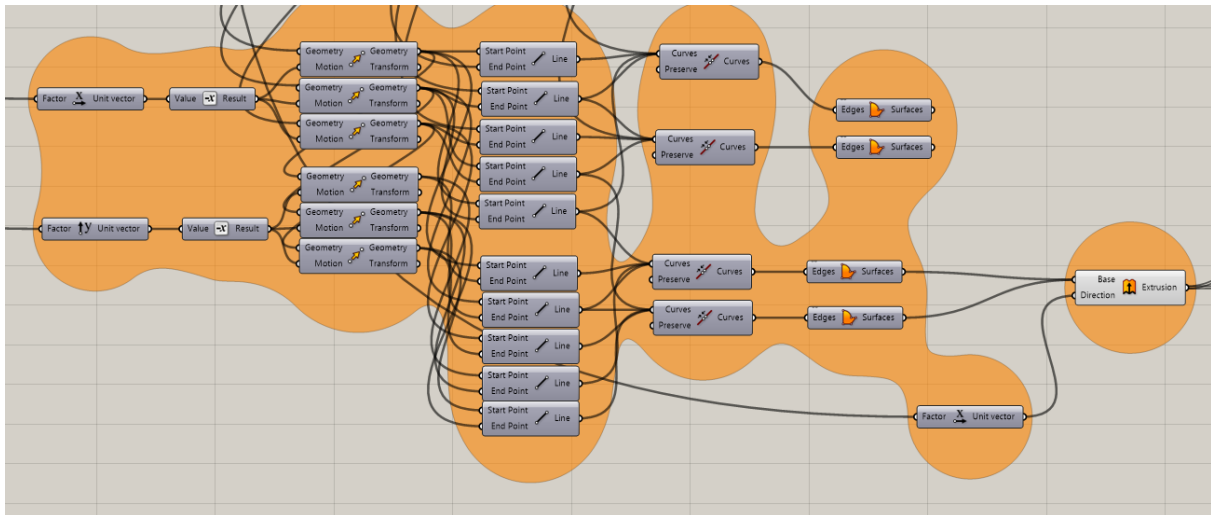 Factor X Unit vector
Value -x Result
Factor y Unit vector
Value -x Result
Geometry Geometry
Motion Transform
Geometry Geometry
Motion Transform
Geometry Geometry
Motion Transform
Geometry Geometry
Motion Transform
Geometry Geometry
Motion Transform
Geometry Geometry
Motion Transform
Start Point
End Point
Line
Start Point
End Point
Line
Start Point
End Point
Line
Start Point
End Point
Line
Start Point
End Point
Line
Start Point
End Point
Line
Start Point
End Point
Line
Start Point
End Point
Line
Start Point
End Point
Line
Start Point
End Point
Line
Curves
Preserve
Curves
Curves
Preserve
Curves
Curves
Preserve
Curves
Curves
Preserve
Curves
Edges Surfaces
Edges Surfaces
Edges Surfaces
Edges Surfaces
Factor X Unit vector
Base
Direction
Extrusion